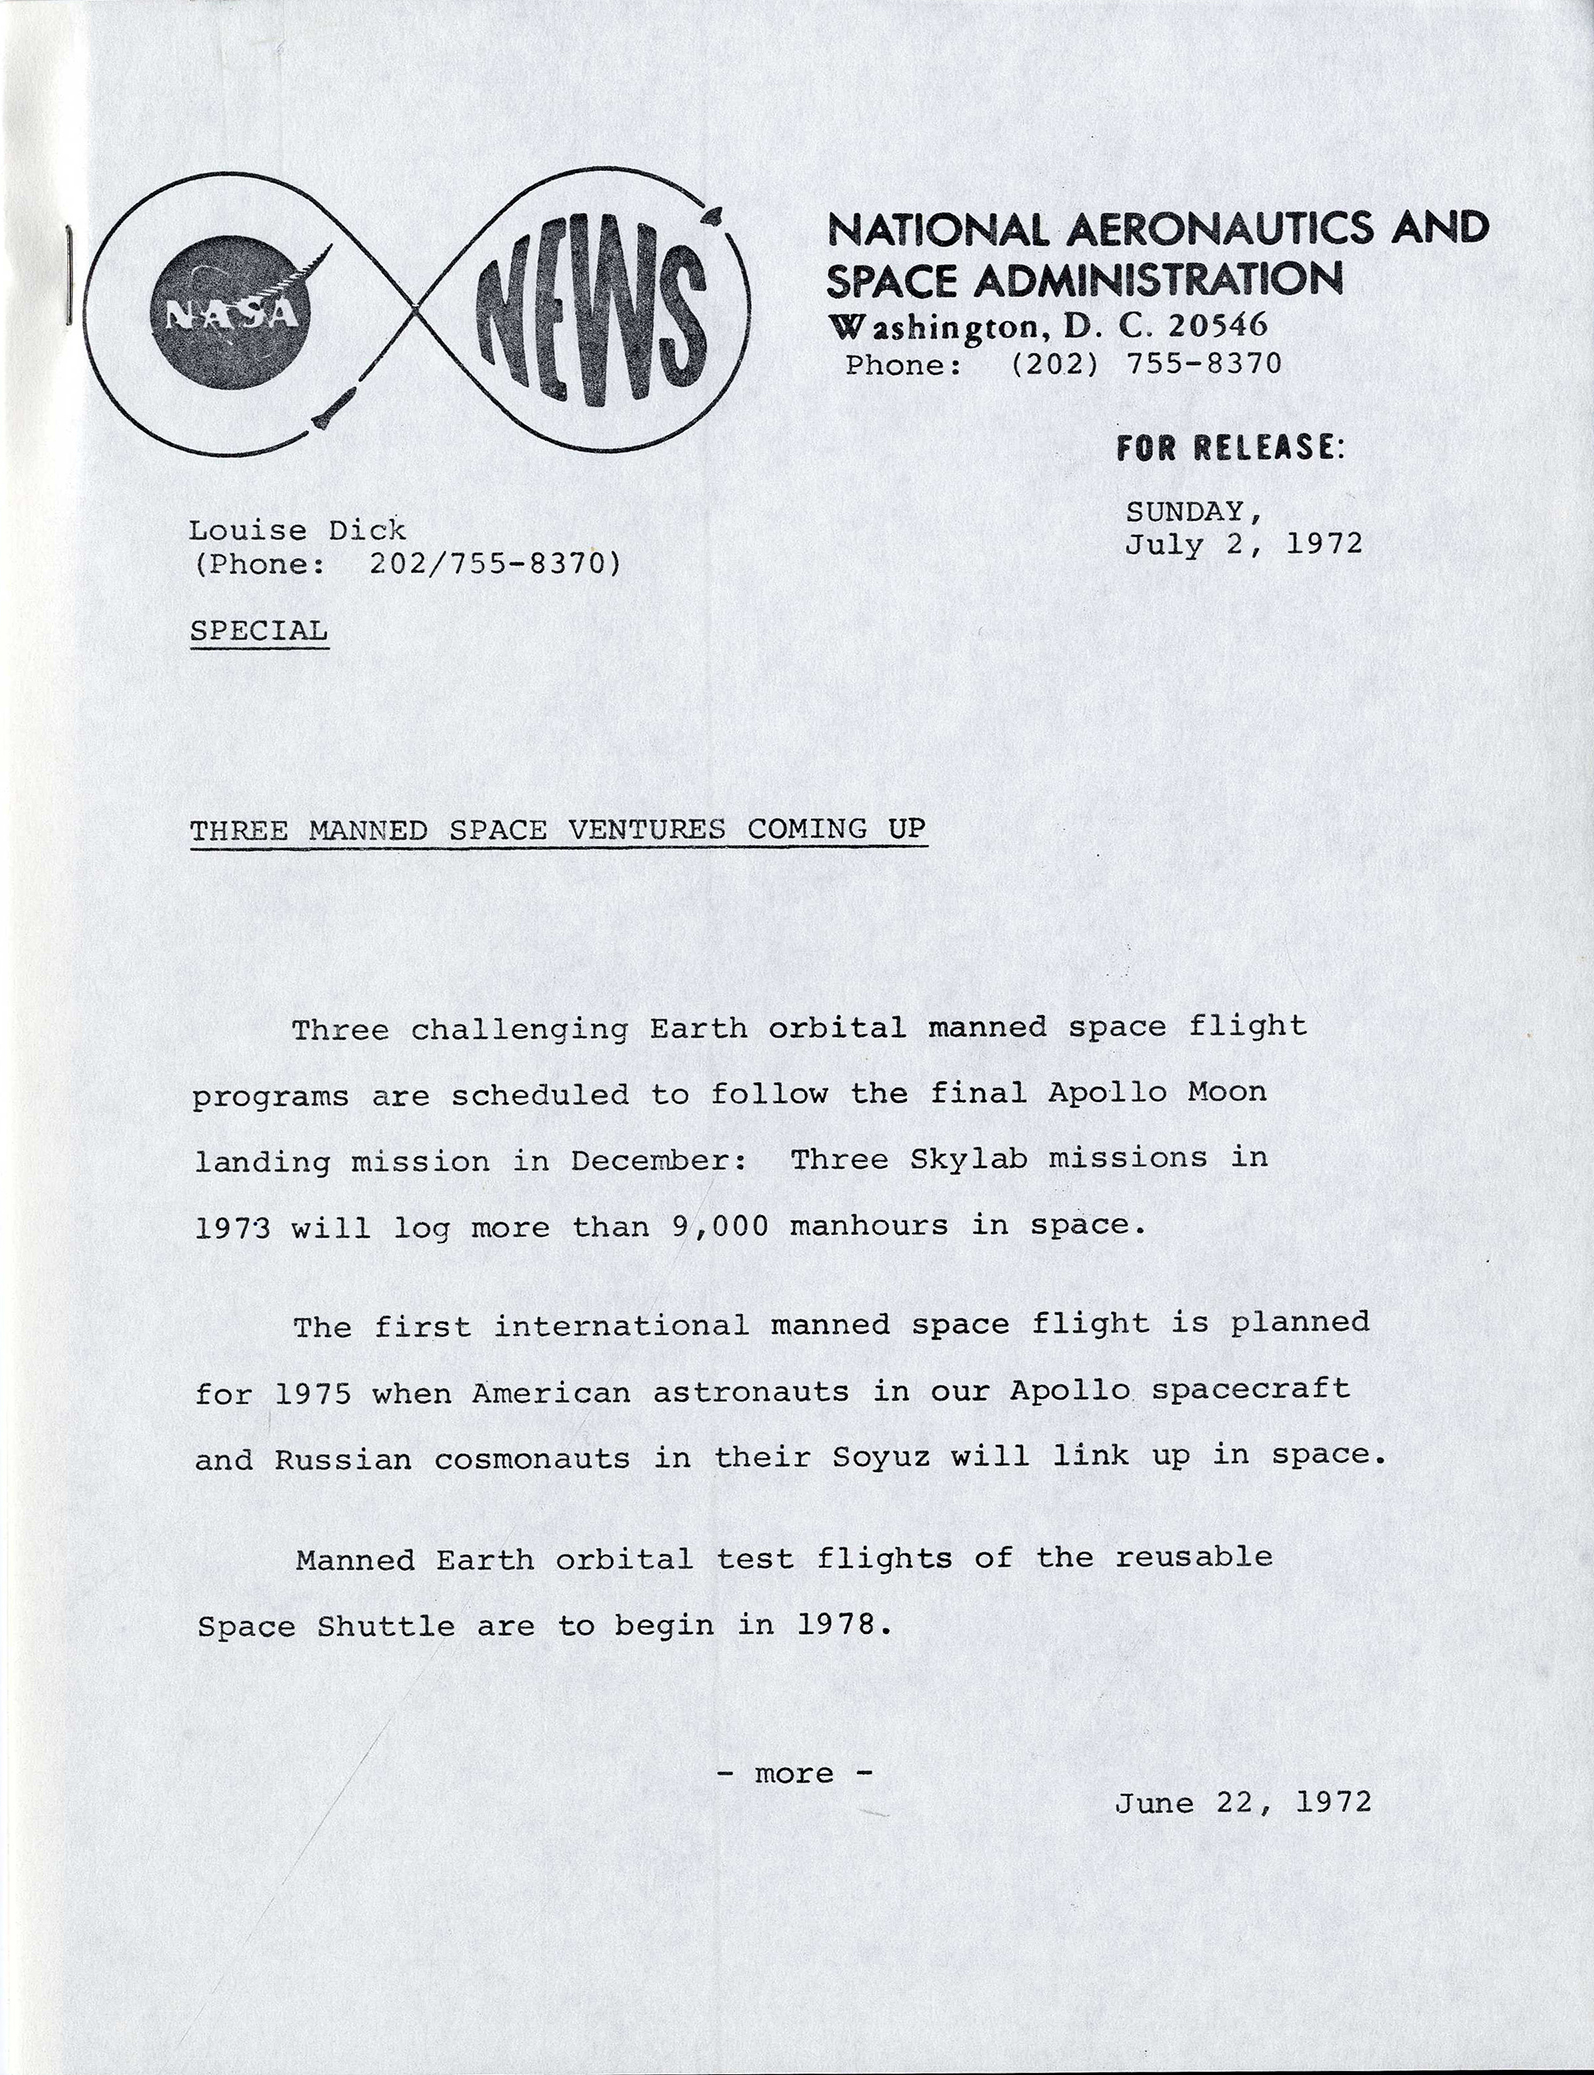 NASA
NEWS
NATIONAL AERONAUTICS AND
SPACE ADMINISTRATION
Washington, D. C. 20546
Phone: (202) 755-8370
FOR RELEASE:
SUNDAY,
July 2, 1972
Louise Dick
(Phone: 202/755-8370)
SPECIAL
THREE MANNED SPACE VENTURES COMING UP
Three challenging Earth orbital manned space flight
programs are scheduled to follow the final Apollo Moon
landing mission in December: Three Skylab missions in
1973 will log more than 9,000 manhours in space.
The first international manned space flight is planned
for 1975 when American astronauts in our Apollo spacecraft
and Russian cosmonauts in their Soyuz will link up in space.
Manned Earth orbital test flights of the reusable
Space Shuttle are to begin in 1978.
- more -
June 22, 1972